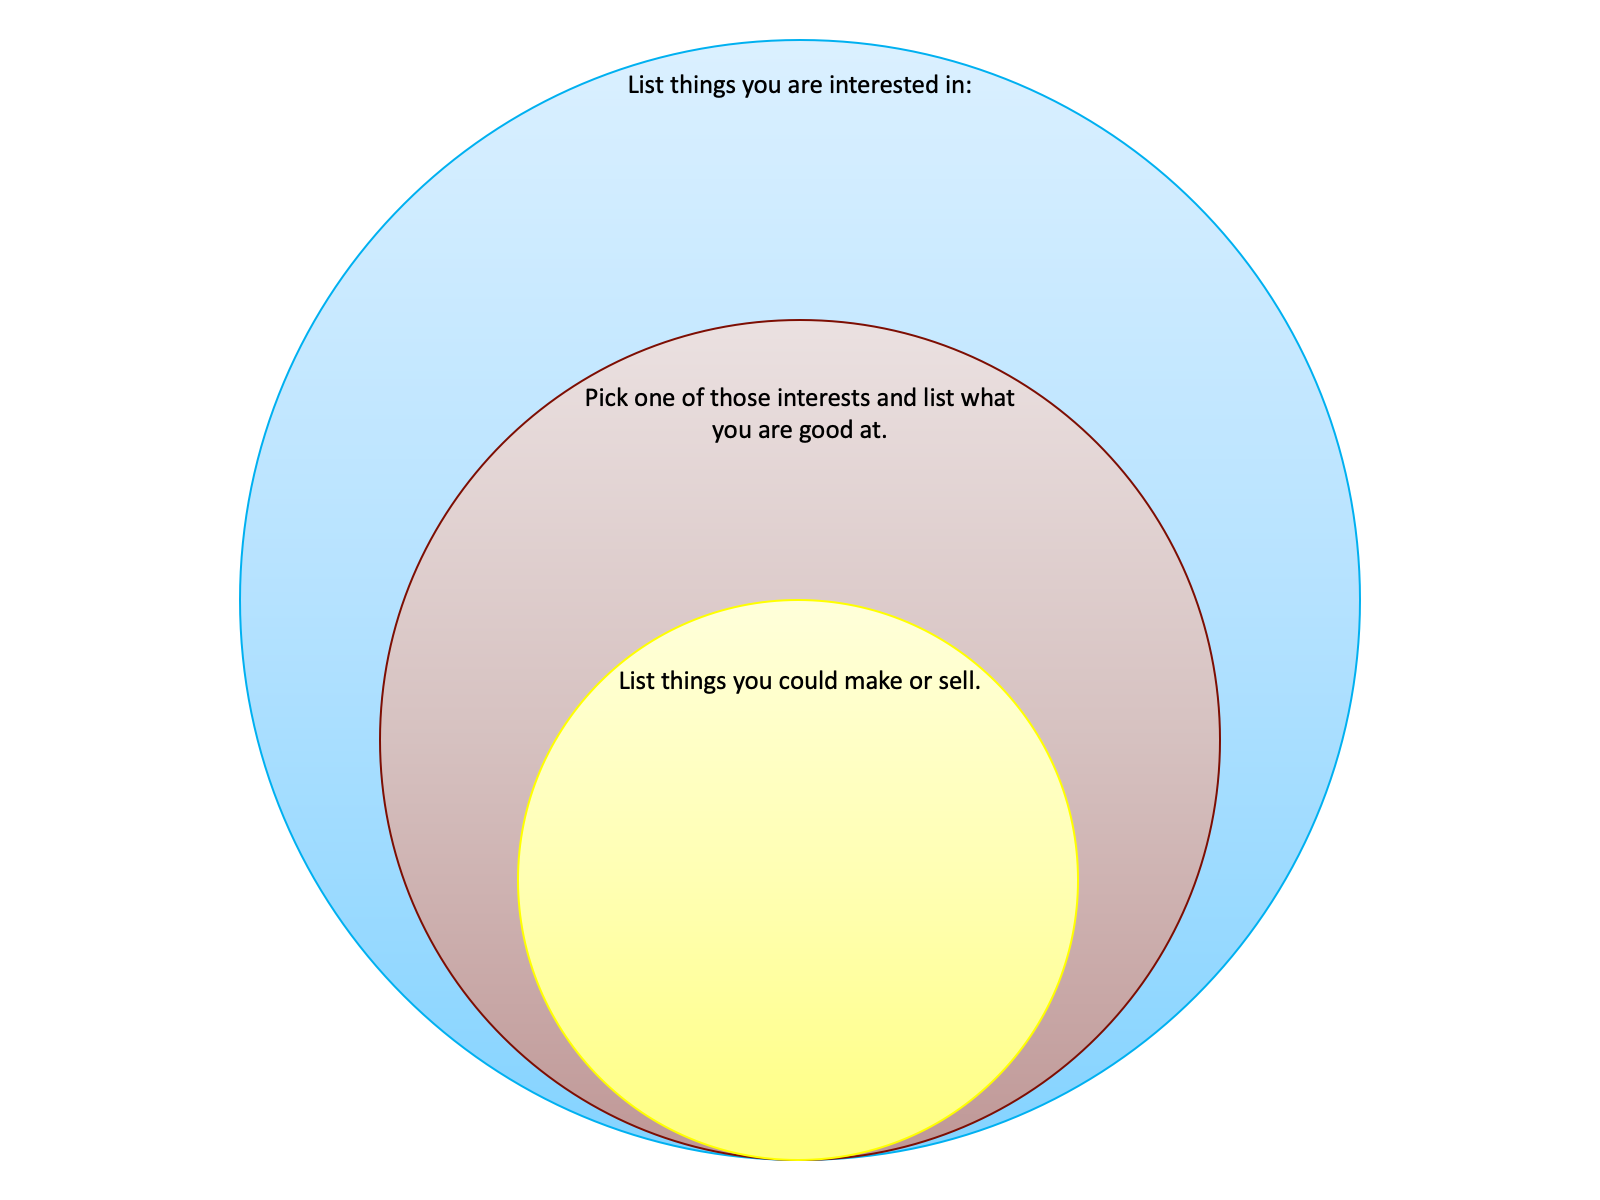 List things you are interested in:
Pick one of those interests and list what
you are good at.
List things you could make or sell.